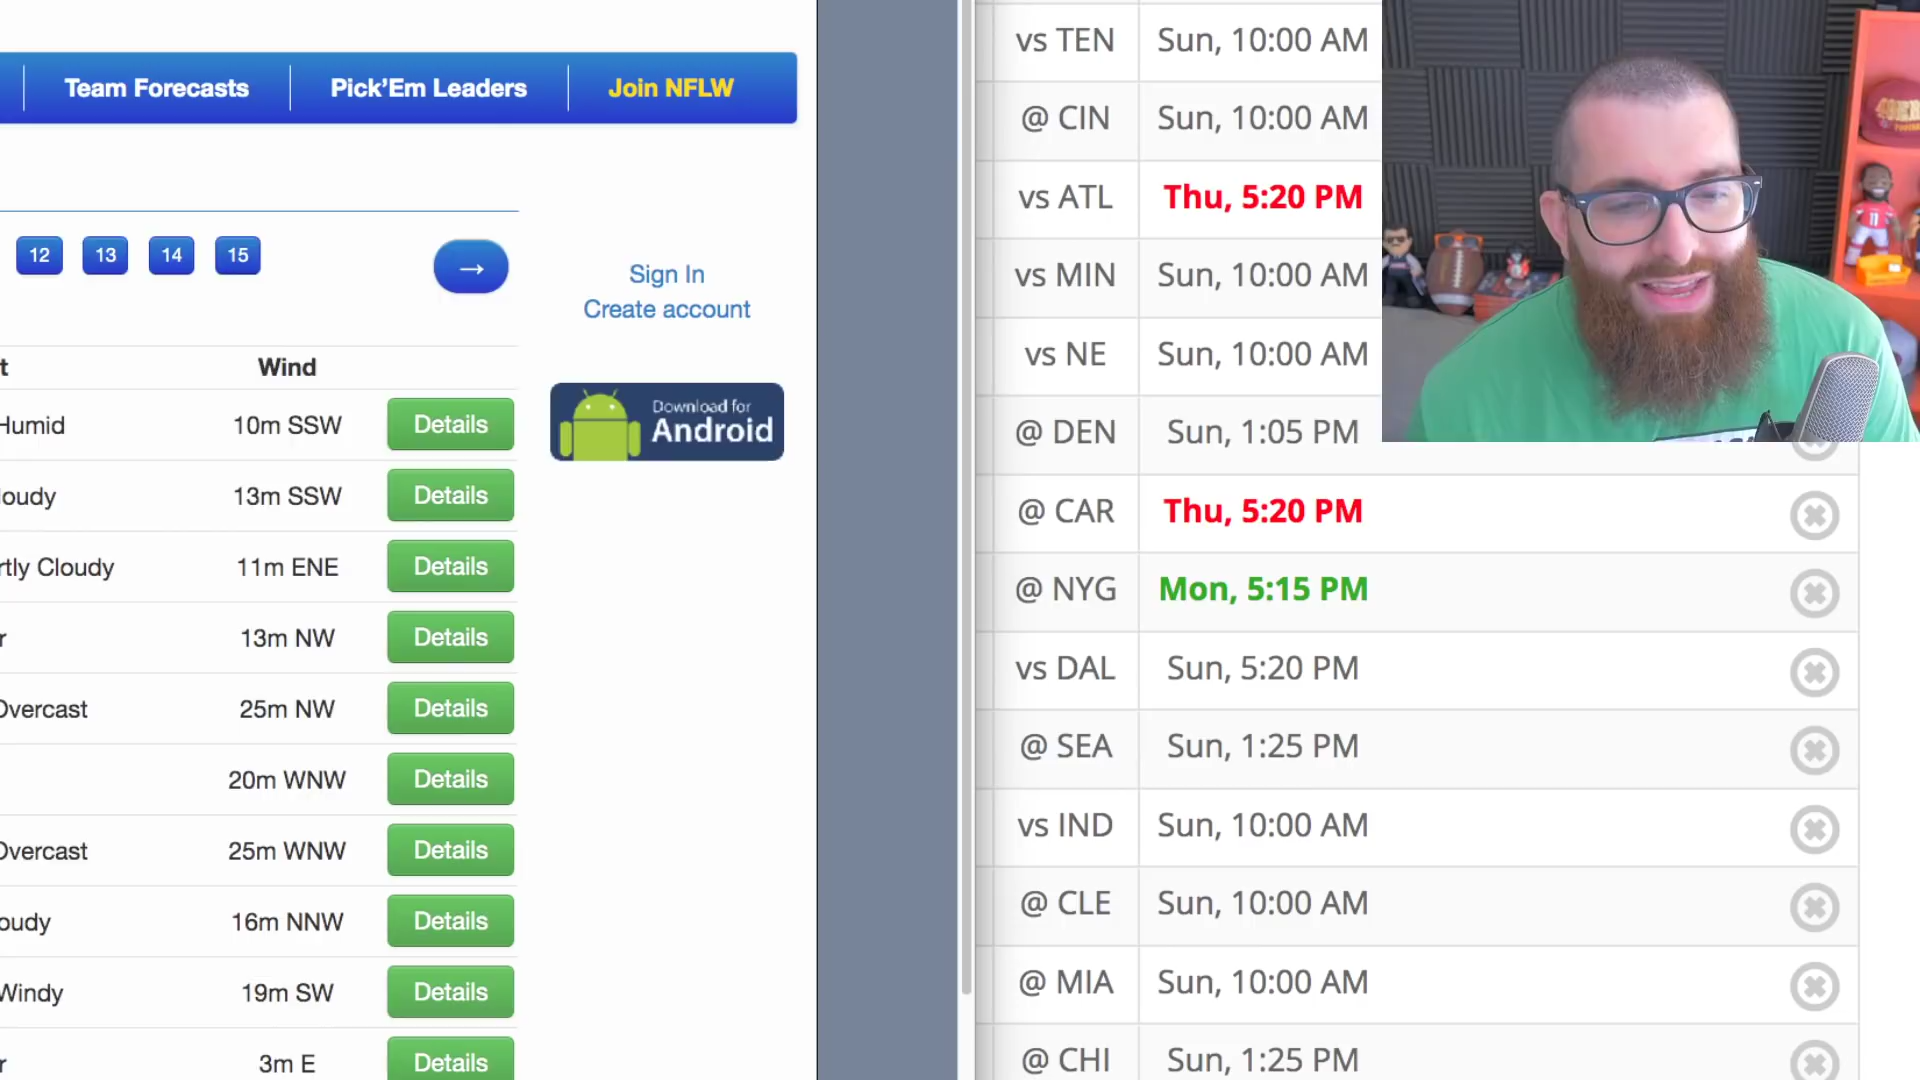 Team Forecasts
Pick'Em Leaders
Join NFLW
12
13
14
15
→
Sign In
Create account
Download for
Android
t
Wind
Humid 10m SSW Details
loudy 13m SSW Details
rtly Cloudy 11m ENE Details
r 13m NW Details
Overcast 25m NW Details
20m WNW Details
Overcast 25m WNW Details
oudy 16m NNW Details
Windy 19m SW Details
r 3m E Details
vs TEN Sun, 10:00 AM
@ CIN Sun, 10:00 AM
vs ATL Thu, 5:20 PM
vs MIN Sun, 10:00 AM
vs NE Sun, 10:00 AM
@ DEN Sun, 1:05 PM
@ CAR Thu, 5:20 PM
@ NYG Mon, 5:15 PM
vs DAL Sun, 5:20 PM
@ SEA Sun, 1:25 PM
vs IND Sun, 10:00 AM
@ CLE Sun, 10:00 AM
@ MIA Sun, 10:00 AM
@ CHI Sun, 1:25 PM
49ERS
11